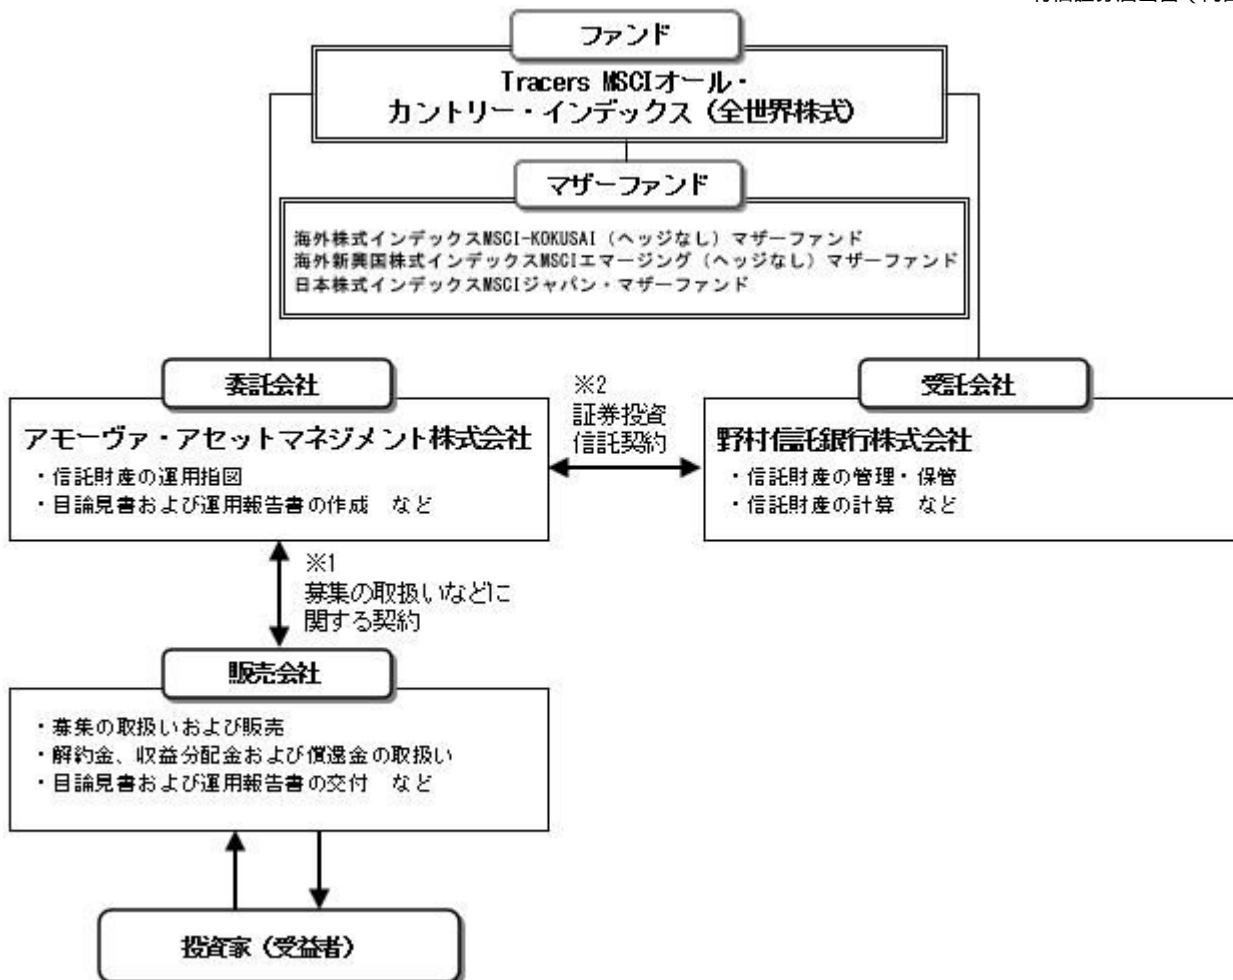 ファンド
Tracers MSCIオール・
カントリー・インデックス（全世界株式）
マザーファンド
海外株式インデックスMSCI-KOKUSAI（ヘッジなし）マザーファンド
海外新興国株式インデックスMSCIエマージング（ヘッジなし）マザーファンド
日本株式インデックスMSCIジャパン・マザーファンド
委託会社
アモーヴァ・アセットマネジメント株式会社
・信託財産の運用指図
・目論見書および運用報告書の作成　など
※2
証券投資
信託契約
受託会社
野村信託銀行株式会社
・信託財産の管理・保管
・信託財産の計算　など
※1
募集の取扱いなどに
関する契約
販売会社
・募集の取扱いおよび販売
・解約金、収益分配金および償還金の取扱い
・目論見書および運用報告書の交付　など
投資家（受益者）